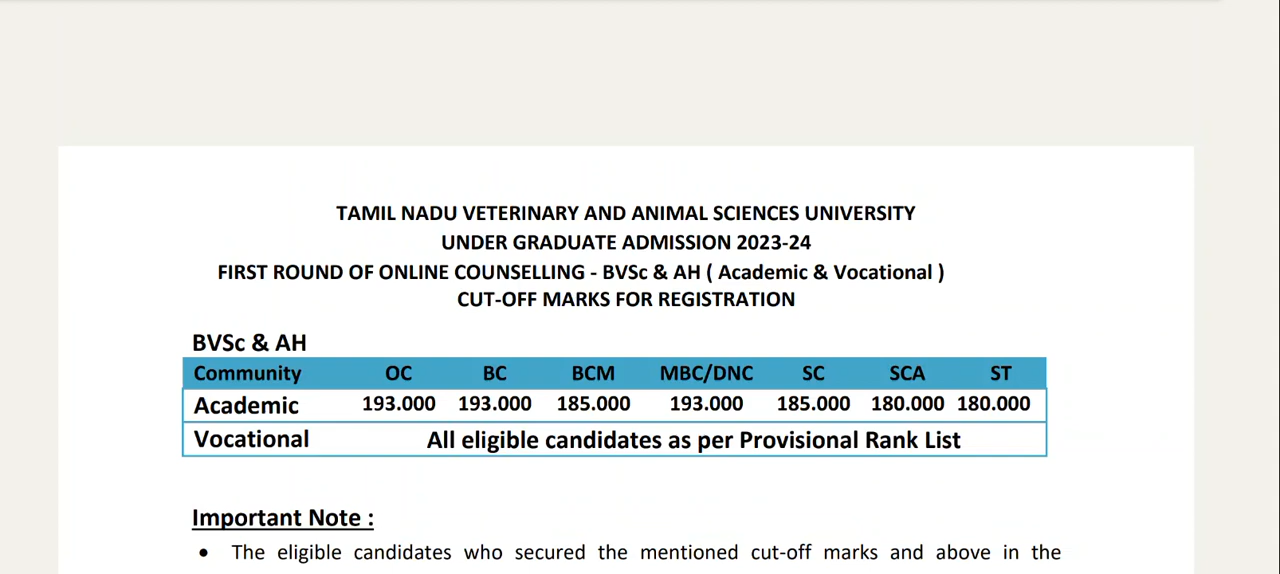 TAMIL NADU VETERINARY AND ANIMAL SCIENCES UNIVERSITY
UNDER GRADUATE ADMISSION 2023-24
FIRST ROUND OF ONLINE COUNSELLING - BVSc & AH ( Academic & Vocational )
CUT-OFF MARKS FOR REGISTRATION
BVSc & AH
Community OC BC BCM MBC/DNC SC SCA ST
Academic 193.000 193.000 185.000 193.000 185.000 180.000 180.000
Vocational All eligible candidates as per Provisional Rank List
Important Note :
• The eligible candidates who secured the mentioned cut-off marks and above in the